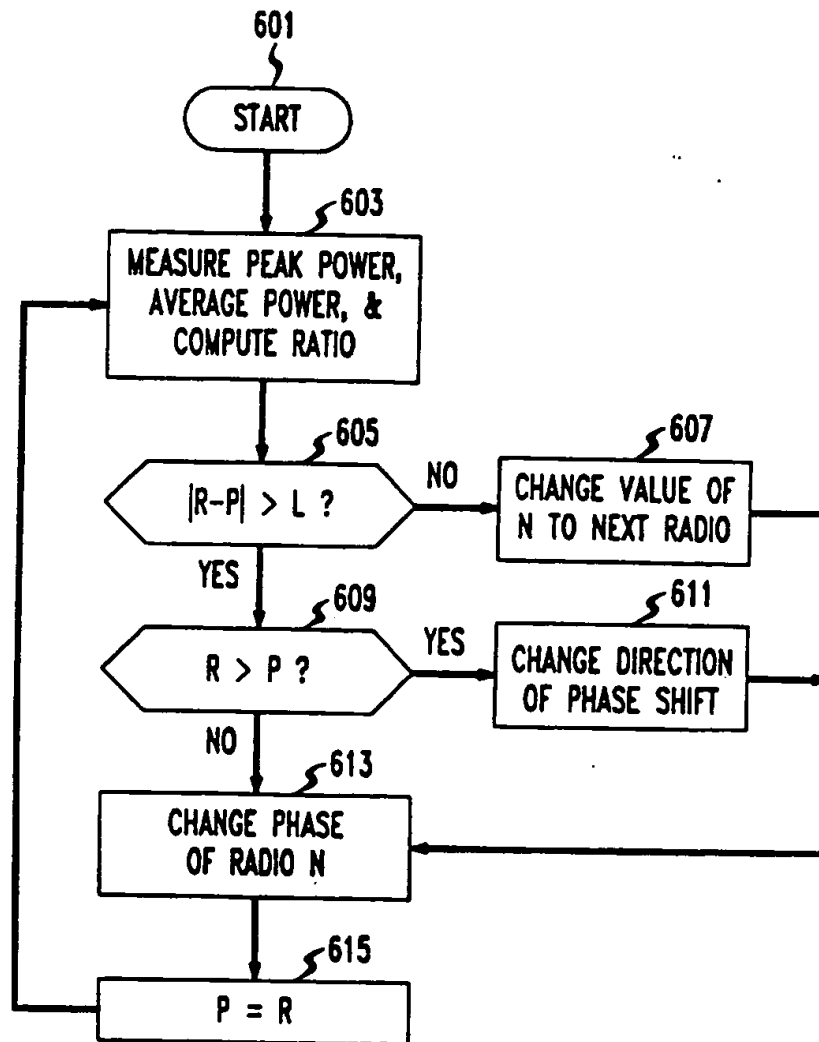 601
START
603
MEASURE PEAK POWER,
AVERAGE POWER, &
COMPUTE RATIO
605
|R-P| > L ?
NO
607
CHANGE VALUE OF
N TO NEXT RADIO
YES
609
R > P ?
YES
611
CHANGE DIRECTION
OF PHASE SHIFT
NO
613
CHANGE PHASE
OF RADIO N
615
P = R